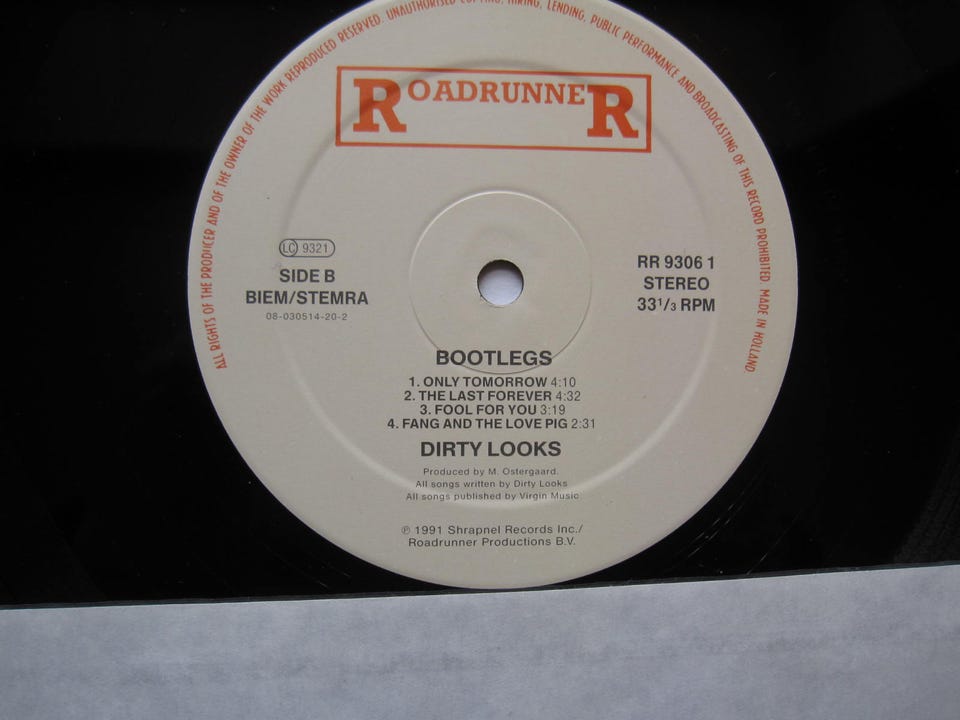 ALL RIGHTS OF THE PRODUCER AND OF THE OWNER OF THE WORK REPRODUCED RESERVED. UNAUTHORISED COPYING, HIRING, LENDING, PUBLIC PERFORMANCE AND BROADCASTING OF THIS RECORD PROHIBITED. MADE IN HOLLAND
ROADRUNNER
LC 9321
SIDE B
BIEM/STEMRA
08-030514-20-2
RR 9306 1
STEREO
33 1/3 RPM
BOOTLEGS
1. ONLY TOMORROW 4:10
2. THE LAST FOREVER 4:32
3. FOOL FOR YOU 3:19
4. FANG AND THE LOVE PIG 2:31
DIRTY LOOKS
Produced by M. Ostergaard.
All songs written by Dirty Looks
All songs published by Virgin Music
℗ 1991 Shrapnel Records Inc./
Roadrunner Productions B.V.